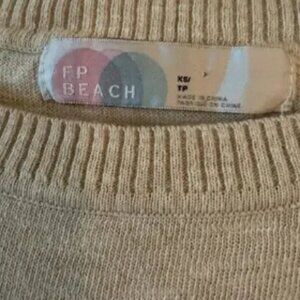 FP
BEACH
XS/
TP
MADE IN CHINA
FABRIQUÉ EN CHINE